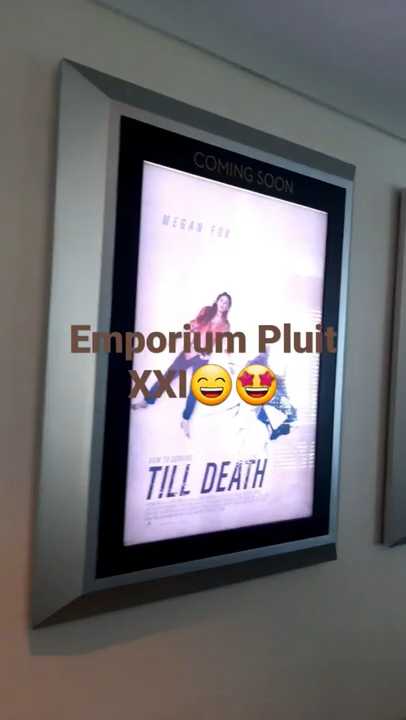 COMING SOON
MEGAN FOX
Emporium Pluit
XXI😄🤩
TILL DEATH